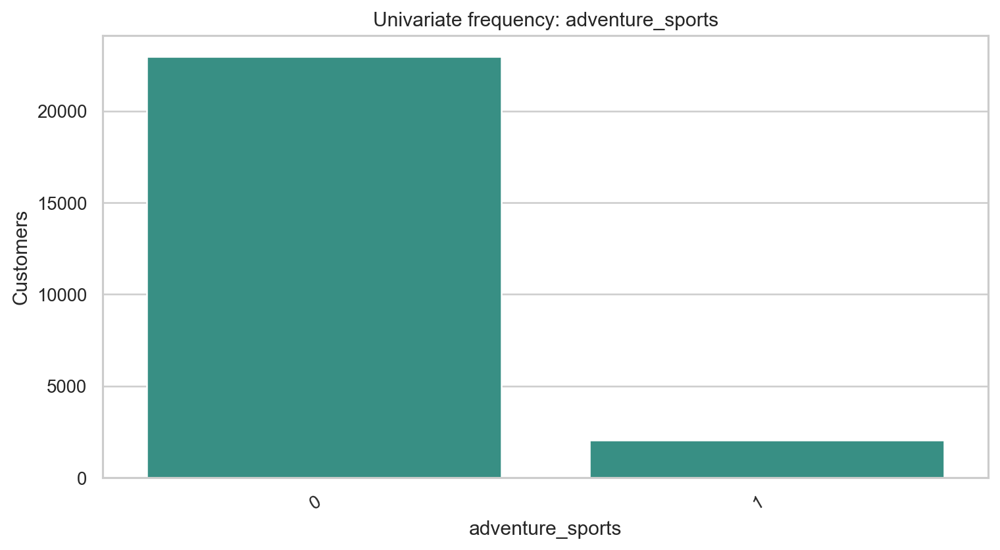 Univariate frequency: adventure_sports
20000
15000
10000
5000
0
Customers
0
1
adventure_sports